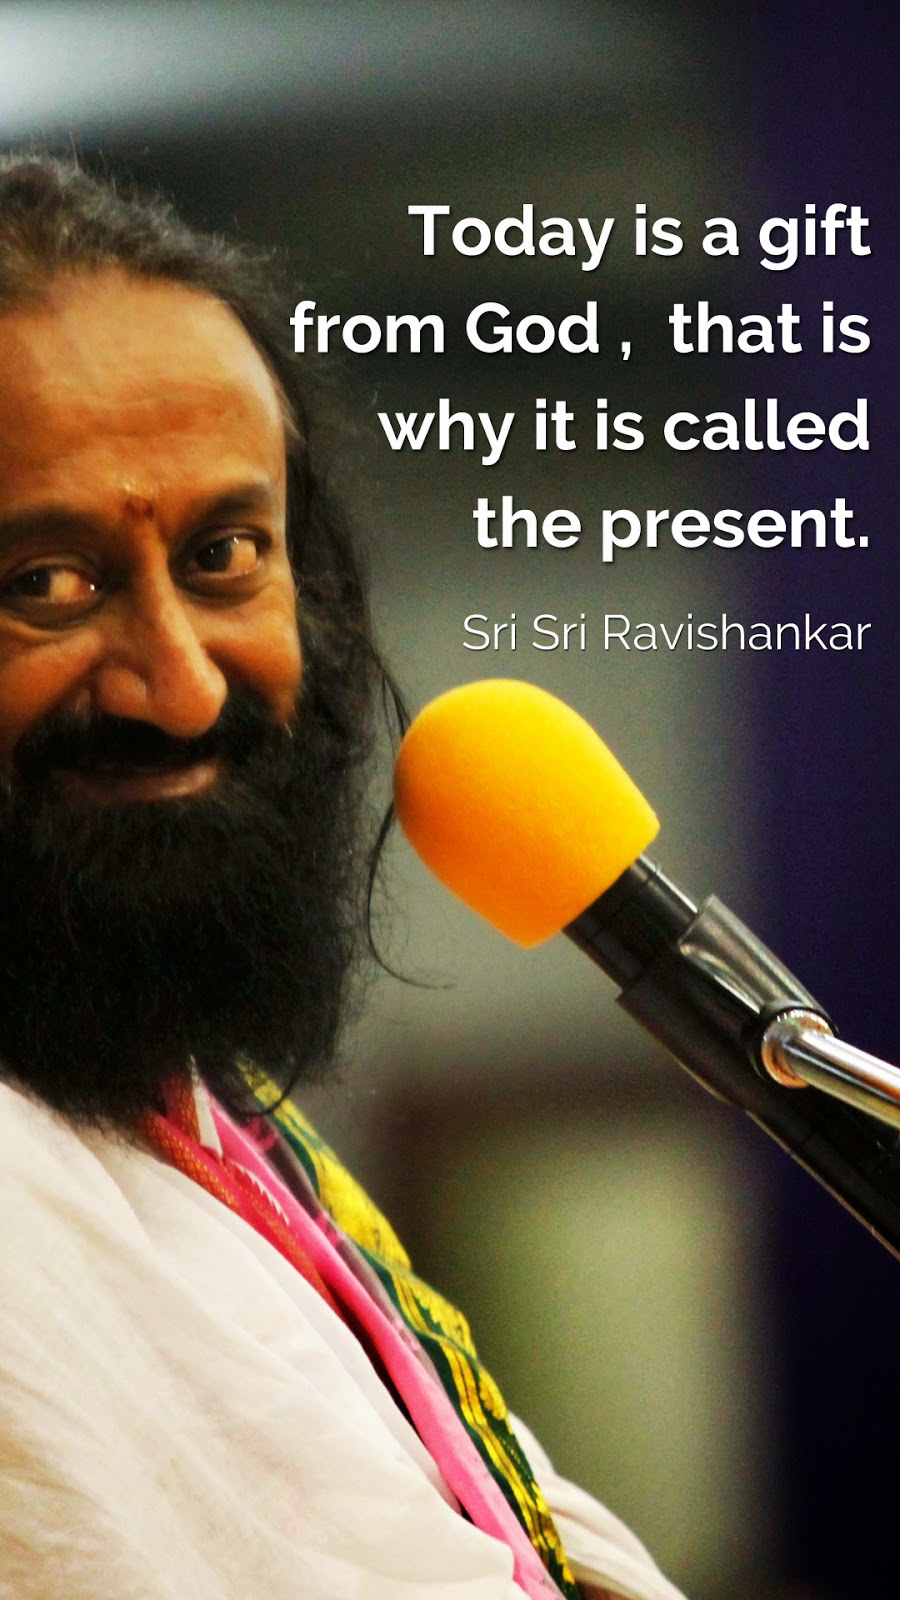 Today is a gift
from God ,  that is
why it is called
the present.
Sri Sri Ravishankar